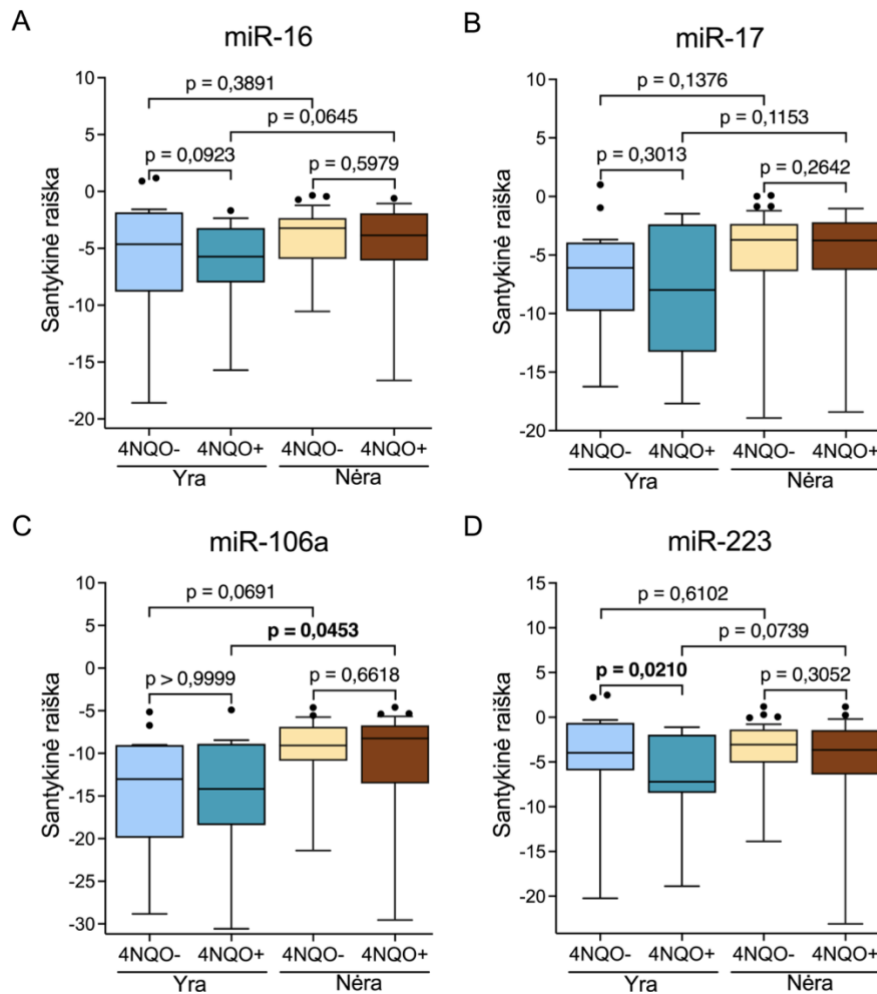 A
miR-16
Santykinė raiška
10
5
0
-5
-10
-15
-20
p = 0,3891
p = 0,0645
p = 0,0923
p = 0,5979
4NQO- 4NQO+ 4NQO- 4NQO+
Yra Nėra
B
miR-17
Santykinė raiška
10
5
0
-5
-10
-15
-20
p = 0,1376
p = 0,1153
p = 0,3013
p = 0,2642
4NQO- 4NQO+ 4NQO- 4NQO+
Yra Nėra
C
miR-106a
Santykinė raiška
10
5
0
-5
-10
-15
-20
-25
-30
p = 0,0691
p = 0,0453
p > 0,9999
p = 0,6618
4NQO- 4NQO+ 4NQO- 4NQO+
Yra Nėra
D
miR-223
Santykinė raiška
15
10
5
0
-5
-10
-15
-20
p = 0,6102
p = 0,0739
p = 0,0210
p = 0,3052
4NQO- 4NQO+ 4NQO- 4NQO+
Yra Nėra